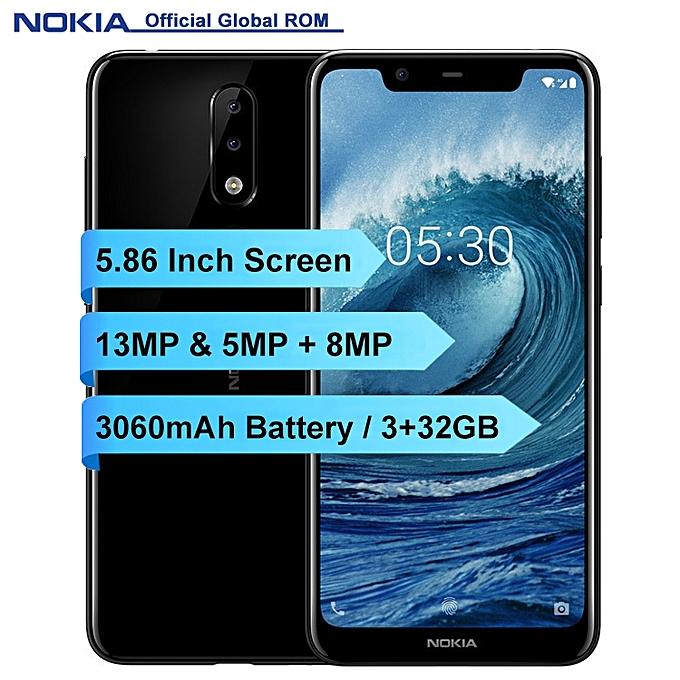 NOKIA Official Global ROM
05:30
5.86 Inch Screen
13MP & 5MP + 8MP
3060mAh Battery / 3+32GB
NOKIA